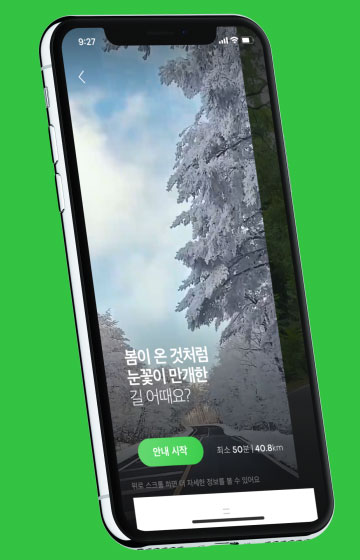 9:27
봄이 온 것처럼
눈꽃이 만개한
길 어때요?
안내 시작
최소 50분 | 40.8km
위로 스크롤 하면 더 자세한 정보를 볼 수 있어요